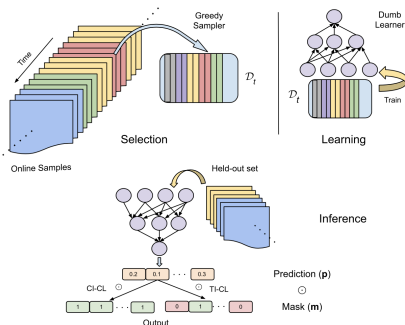 Greedy
Sampler
Time
𝒟t
Online Samples
Selection
Dumb
Learner
𝒟t
Train
Learning
Held-out set
Inference
0.2 0.1 · · · 0.3
Prediction (p)
CI-CL ⊙ ⊙ TI-CL
⊙
1 1 · · · 1 0 1 · · · 0
Mask (m)
Output